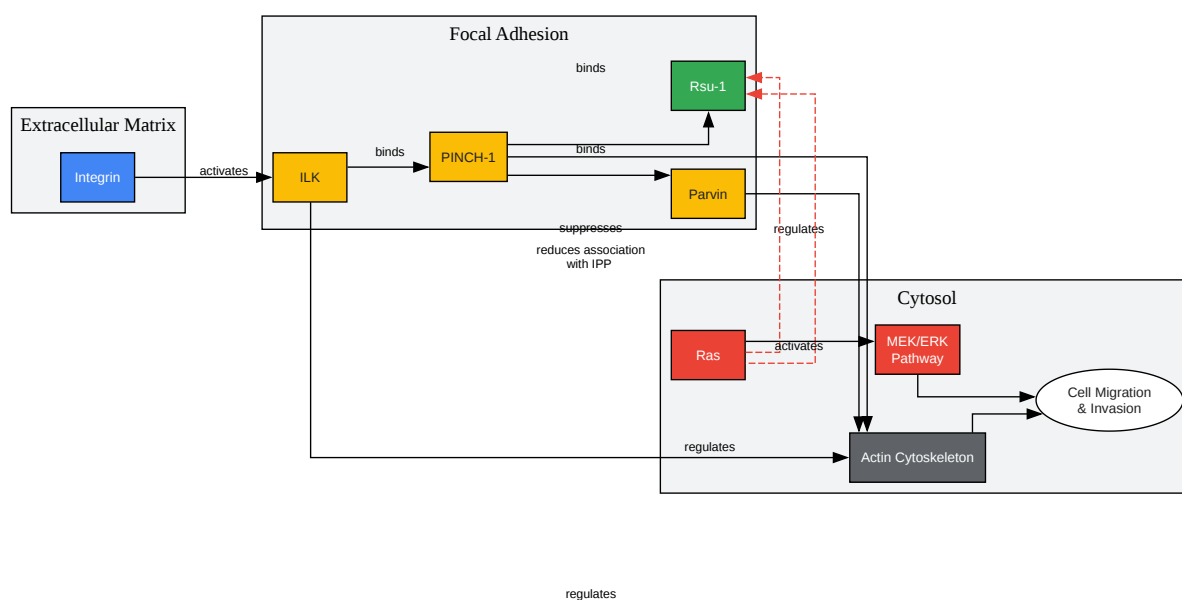 Focal Adhesion
binds
Rsu-1
Extracellular Matrix
Integrin
activates
ILK
binds
PINCH-1
binds
Parvin
suppresses
regulates
reduces association
with IPP
Cytosol
Ras
activates
MEK/ERK
Pathway
Cell Migration
& Invasion
regulates
Actin Cytoskeleton
regulates